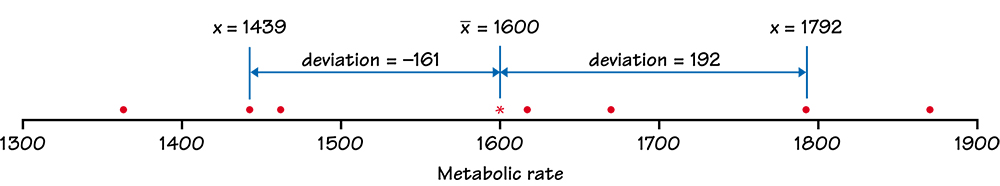 x = 1439 x̅ = 1600 x = 1792
deviation = −161 deviation = 192
1300 1400 1500 1600 1700 1800 1900
Metabolic rate